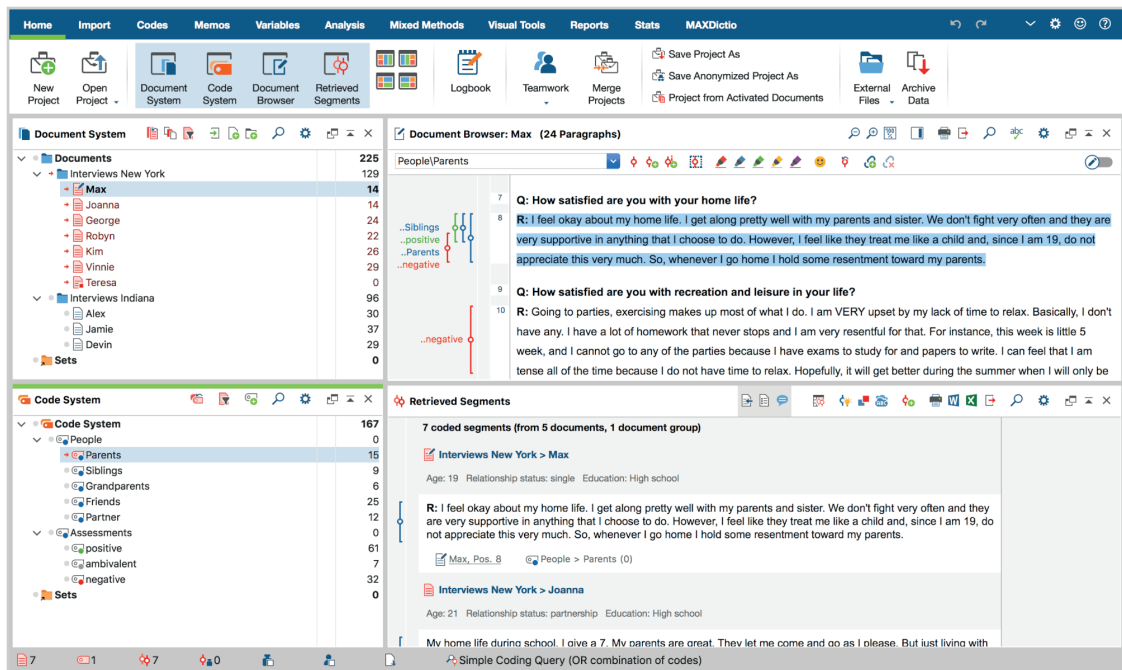 Home Import Codes Memos Variables Analysis Mixed Methods Visual Tools Reports Stats MAXDictio
New Project
Open Project
Document System
Code System
Document Browser
Retrieved Segments
Logbook
Teamwork
Merge Projects
Save Project As
Save Anonymized Project As
Project from Activated Documents
External Files
Archive Data
Document System
Documents 225
Interviews New York 129
Max 14
Joanna 14
George 24
Robyn 22
Kim 26
Vinnie 29
Teresa 0
Interviews Indiana 96
Alex 30
Jamie 37
Devin 29
Sets 0
Document Browser: Max (24 Paragraphs)
People\Parents
7 Q: How satisfied are you with your home life?
8 R: I feel okay about my home life. I get along pretty well with my parents and sister. We don't fight very often and they are
very supportive in anything that I choose to do. However, I feel like they treat me like a child and, since I am 19, do not
appreciate this very much. So, whenever I go home I hold some resentment toward my parents.
..Siblings
..positive
..Parents
..negative
9 Q: How satisfied are you with recreation and leisure in your life?
10 R: Going to parties, exercising makes up most of what I do. I am VERY upset by my lack of time to relax. Basically, I don't
have any. I have a lot of homework that never stops and I am very resentful for that. For instance, this week is little 5
week, and I cannot go to any of the parties because I have exams to study for and papers to write. I can feel that I am
tense all of the time because I do not have time to relax. Hopefully, it will get better during the summer when I will only be
..negative
Code System
Code System 167
People 0
Parents 15
Siblings 9
Grandparents 6
Friends 25
Partner 12
Assessments 0
positive 61
ambivalent 7
negative 32
Sets 0
Retrieved Segments
7 coded segments (from 5 documents, 1 document group)
Interviews New York > Max
Age: 19 Relationship status: single Education: High school
R: I feel okay about my home life. I get along pretty well with my parents and sister. We don't fight very often and they
are very supportive in anything that I choose to do. However, I feel like they treat me like a child and, since I am 19, do
not appreciate this very much. So, whenever I go home I hold some resentment toward my parents.
Max, Pos. 8 People > Parents (0)
Interviews New York > Joanna
Age: 21 Relationship status: partnership Education: High school
My home life during school, I give a 7. My parents are great. They let me come and go as I please. But just living with
7 1 7 0 Simple Coding Query (OR combination of codes)